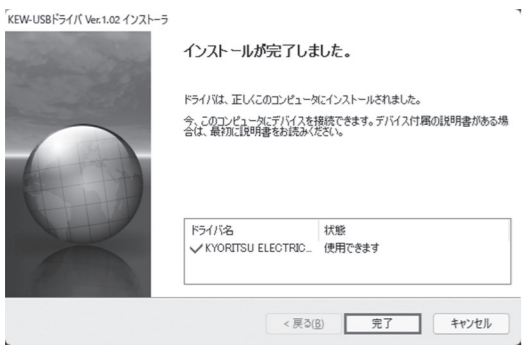 KEW-USBドライバ Ver.1.02 インストーラ
インストールが完了しました。
ドライバは、正しくこのコンピュータにインストールされました。
今、このコンピュータにデバイスを接続できます。デバイス付属の説明書がある場
合は、最初に説明書をお読みください。
ドライバ名 状態
KYORITSU ELECTRIC... 使用できます
< 戻る(B) 完了 キャンセル